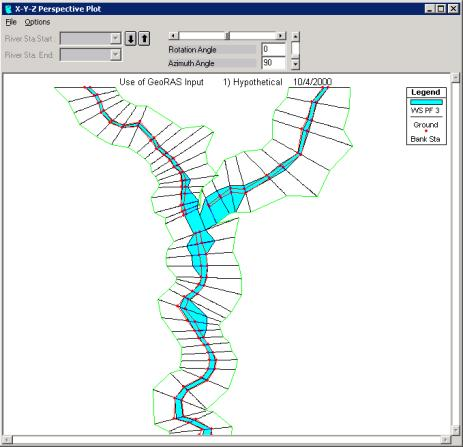 X-Y-Z Perspective Plot
File Options
River Sta.Start:
River Sta. End:
Rotation Angle 0
Azimuth Angle 90
Use of GeoRAS Input 1) Hypothetical 10/4/2000
Legend
WS PF 3
Ground
Bank Sta